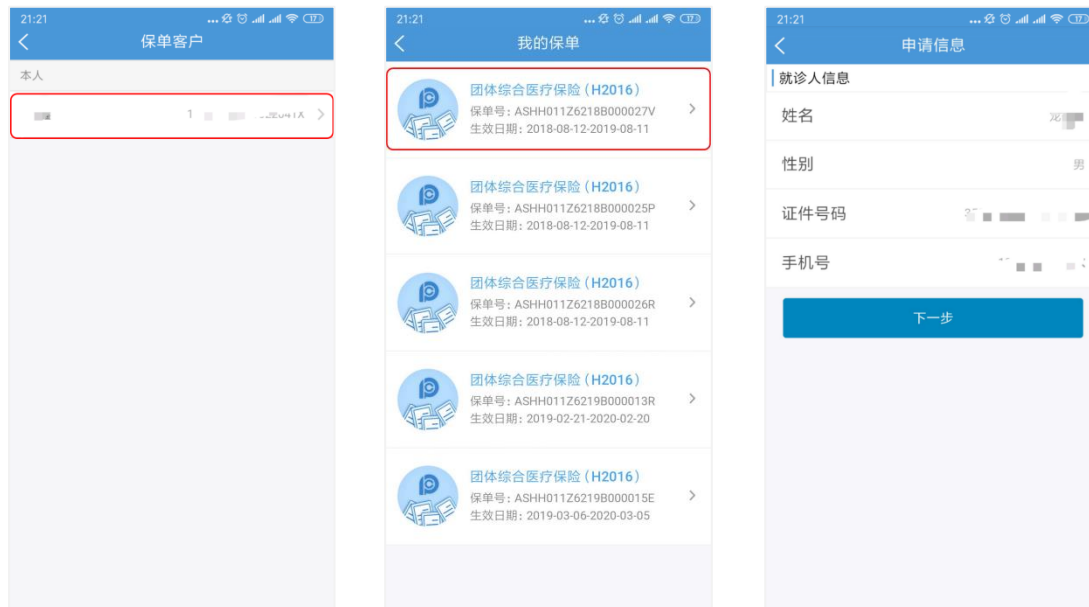 21:21
17
保单客户
本人
1
041X
21:21
17
我的保单
团体综合医疗保险（H2016）
保单号：ASHH011Z6218B000027V
生效日期：2018-08-12-2019-08-11
团体综合医疗保险（H2016）
保单号：ASHH011Z6218B000025P
生效日期：2018-08-12-2019-08-11
团体综合医疗保险（H2016）
保单号：ASHH011Z6218B000026R
生效日期：2018-08-12-2019-08-11
团体综合医疗保险（H2016）
保单号：ASHH011Z6219B000013R
生效日期：2019-02-21-2020-02-20
团体综合医疗保险（H2016）
保单号：ASHH011Z6219B000015E
生效日期：2019-03-06-2020-03-05
21:21
17
申请信息
就诊人信息
姓名
性别 男
证件号码
手机号
下一步